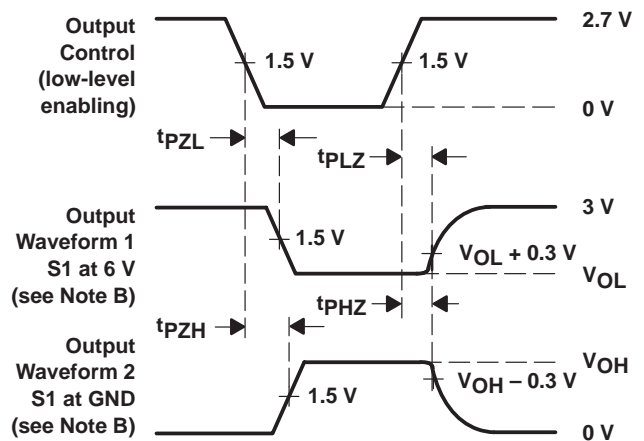 Output
Control
(low-level
enabling)
2.7 V
1.5 V
1.5 V
0 V
tPZL
tPLZ
Output
Waveform 1
S1 at 6 V
(see Note B)
3 V
1.5 V
VOL + 0.3 V
VOL
tPHZ
tPZH
Output
Waveform 2
S1 at GND
(see Note B)
VOH
VOH − 0.3 V
1.5 V
0 V